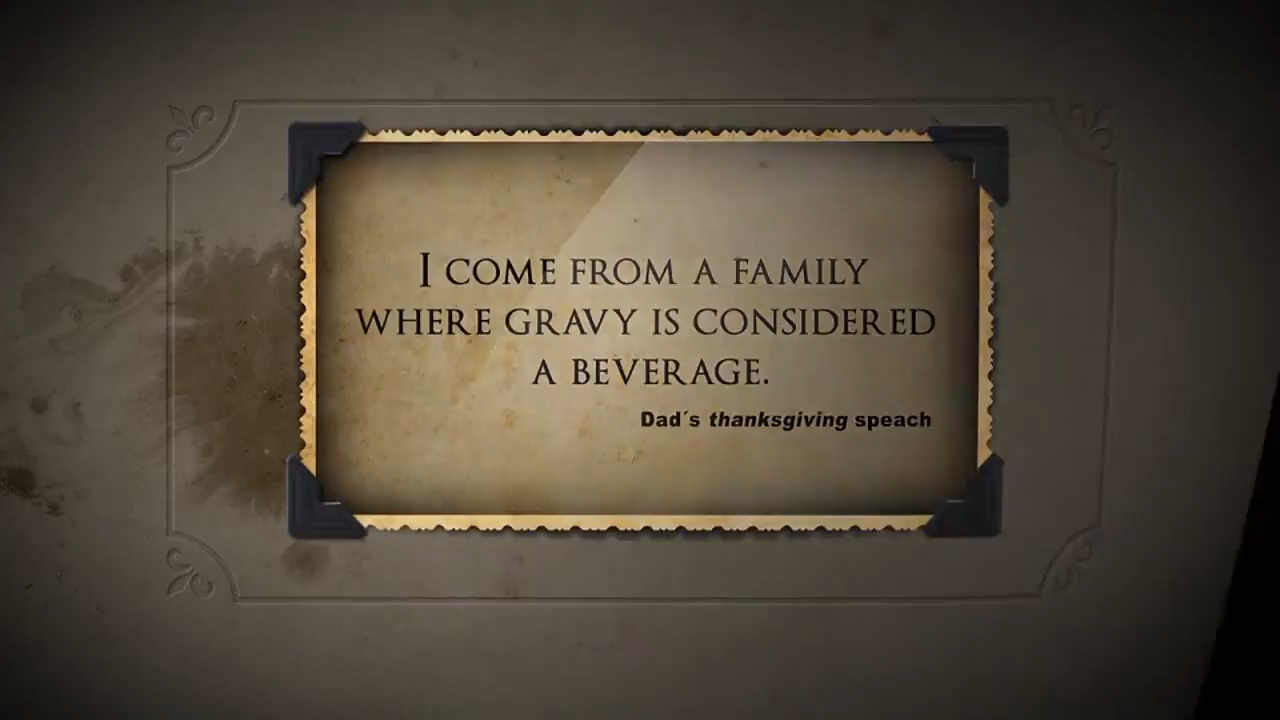 I COME FROM A FAMILY
WHERE GRAVY IS CONSIDERED
A BEVERAGE.
Dad´s thanksgiving speach